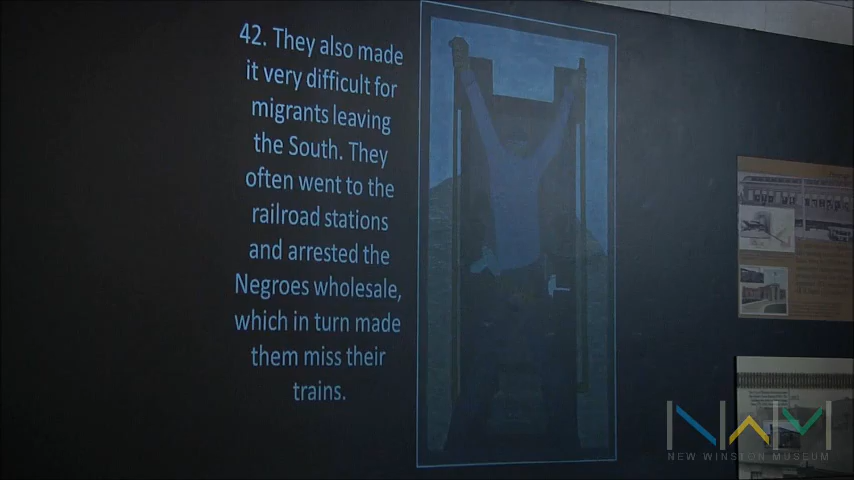 42. They also made
it very difficult for
migrants leaving
the South. They
often went to the
railroad stations
and arrested the
Negroes wholesale,
which in turn made
them miss their
trains.
NEW WINSTON MUSEUM